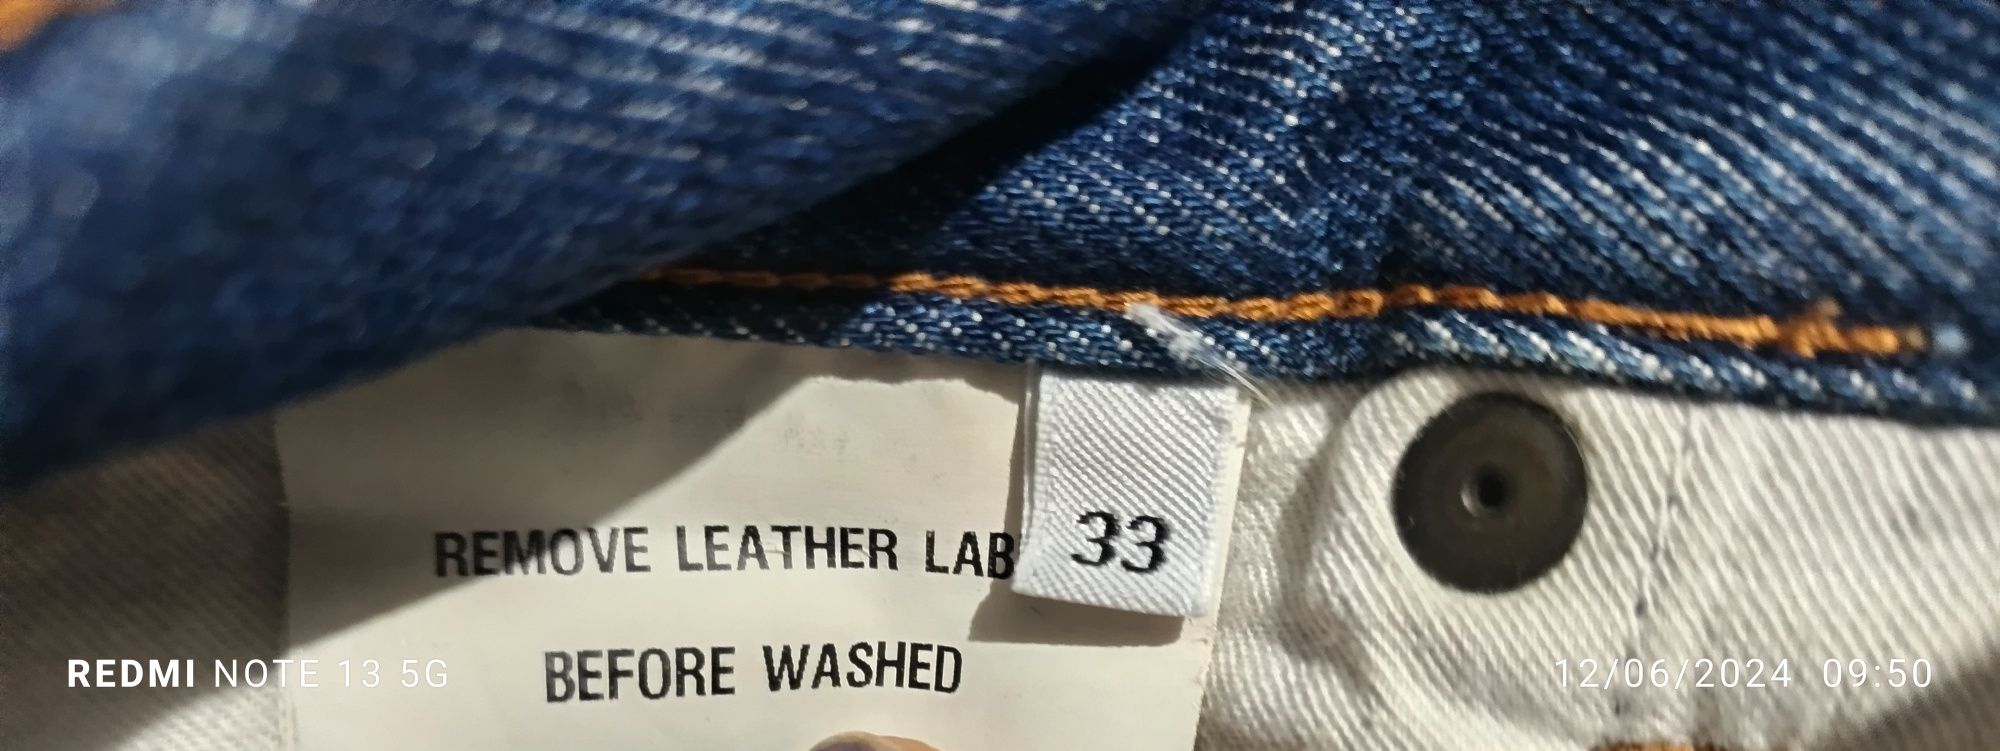 REMOVE LEATHER LAB
33
BEFORE WASHED
REDMI NOTE 13 5G
12/06/2024 09:50